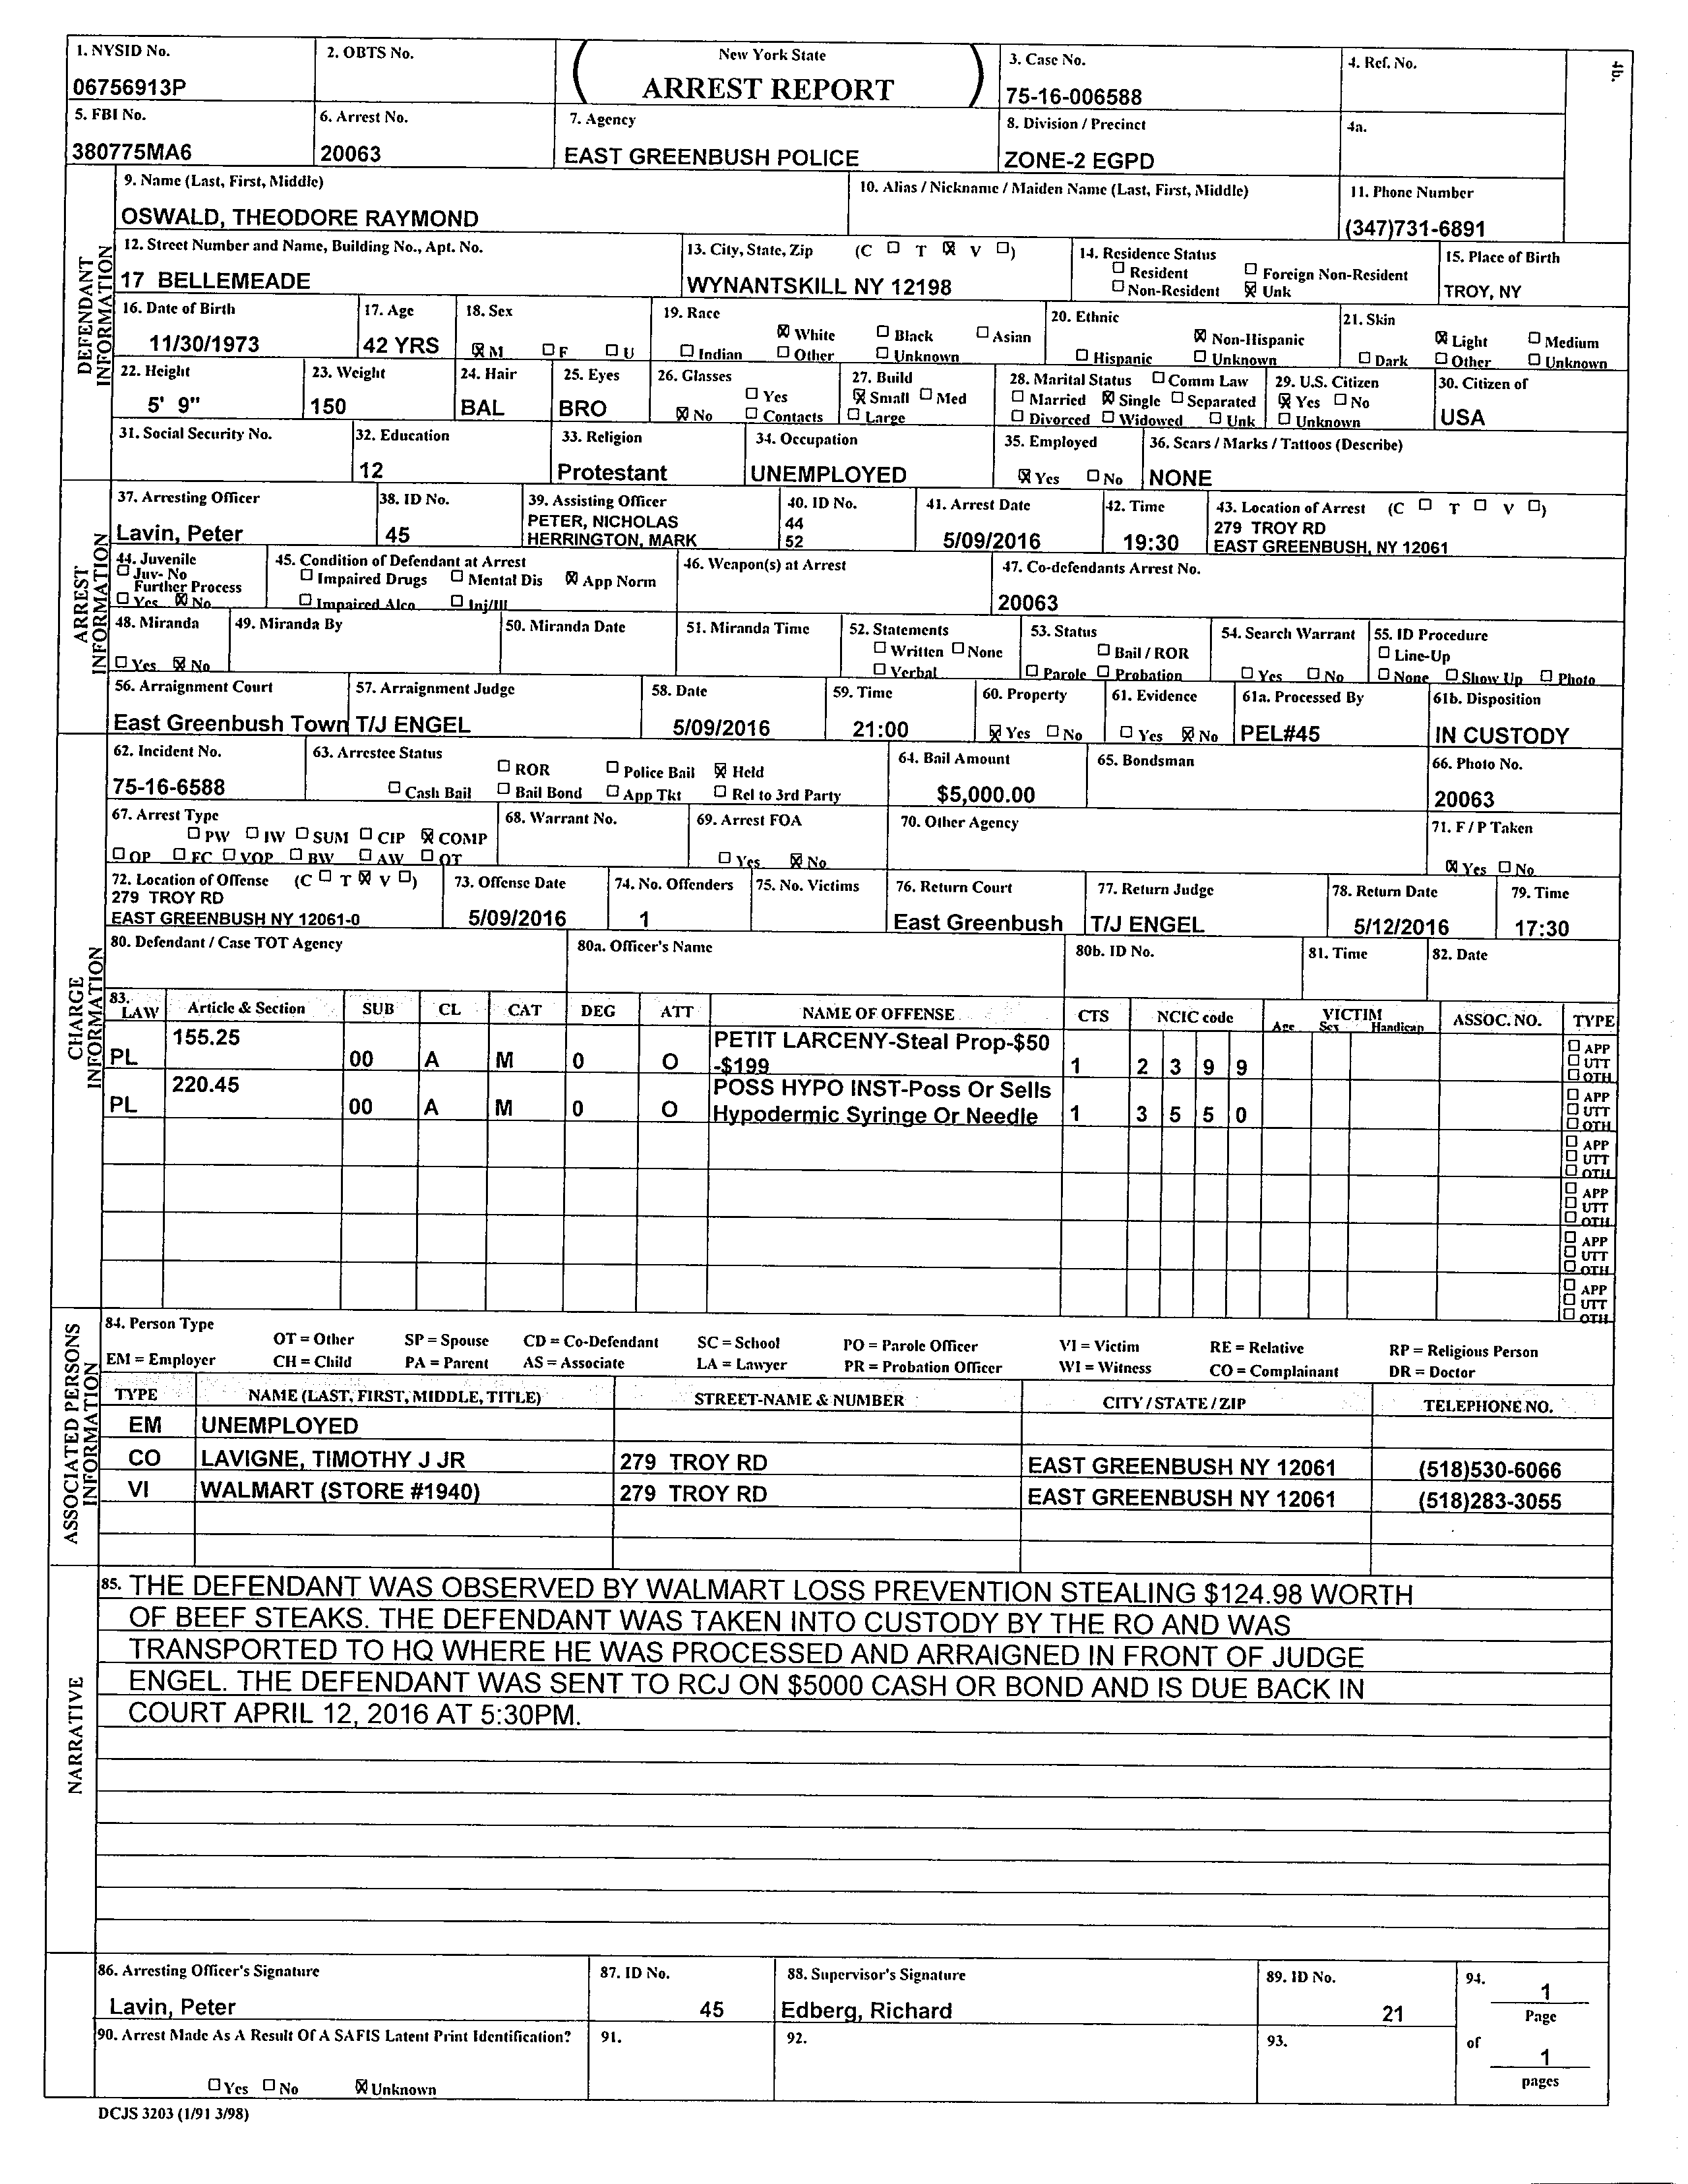 1. NYSID No.
06756913P
2. OBTS No.
New York State
ARREST REPORT
3. Case No.
75-16-006588
4. Ref. No.
4b.
5. FBI No.
380775MA6
6. Arrest No.
20063
7. Agency
EAST GREENBUSH POLICE
8. Division / Precinct
ZONE-2 EGPD
4a.
DEFENDANT INFORMATION
9. Name (Last, First, Middle)
OSWALD, THEODORE RAYMOND
10. Alias / Nickname / Maiden Name (Last, First, Middle)
11. Phone Number
(347)731-6891
12. Street Number and Name, Building No., Apt. No.
17 BELLEMEADE
13. City, State, Zip (C ☐ T ☒ V ☐)
WYNANTSKILL NY 12198
14. Residence Status
☐ Resident ☐ Foreign Non-Resident
☐ Non-Resident ☒ Unk
15. Place of Birth
TROY, NY
16. Date of Birth
11/30/1973
17. Age
42 YRS
18. Sex
☒ M ☐ F ☐ U
19. Race
☒ White ☐ Black ☐ Asian
☐ Indian ☐ Other ☐ Unknown
20. Ethnic
☒ Non-Hispanic
☐ Hispanic ☐ Unknown
21. Skin
☒ Light ☐ Medium
☐ Dark ☐ Other ☐ Unknown
22. Height
5' 9"
23. Weight
150
24. Hair
BAL
25. Eyes
BRO
26. Glasses
☐ Yes
☒ No ☐ Contacts
27. Build
☒ Small ☐ Med
☐ Large
28. Marital Status ☐ Comm Law
☐ Married ☒ Single ☐ Separated
☐ Divorced ☐ Widowed ☐ Unk
29. U.S. Citizen
☒ Yes ☐ No
☐ Unknown
30. Citizen of
USA
31. Social Security No.
32. Education
12
33. Religion
Protestant
34. Occupation
UNEMPLOYED
35. Employed
☒ Yes ☐ No
36. Scars / Marks / Tattoos (Describe)
NONE
ARREST INFORMATION
37. Arresting Officer
Lavin, Peter
38. ID No.
45
39. Assisting Officer
PETER, NICHOLAS
HERRINGTON, MARK
40. ID No.
44
52
41. Arrest Date
5/09/2016
42. Time
19:30
43. Location of Arrest (C ☐ T ☐ V ☐)
279 TROY RD
EAST GREENBUSH, NY 12061
44. Juvenile
☐ Juv- No
Further Process
☐ Yes ☒ No
45. Condition of Defendant at Arrest
☐ Impaired Drugs ☐ Mental Dis ☒ App Norm
☐ Impaired Alco ☐ Inj/Ill
46. Weapon(s) at Arrest
47. Co-defendants Arrest No.
20063
48. Miranda
☐ Yes ☒ No
49. Miranda By
50. Miranda Date
51. Miranda Time
52. Statements
☐ Written ☐ None
☐ Verbal
53. Status
☐ Bail / ROR
☐ Parole ☐ Probation
54. Search Warrant
☐ Yes ☐ No
55. ID Procedure
☐ Line-Up
☐ None ☐ Show Up ☐ Photo
56. Arraignment Court
East Greenbush Town
57. Arraignment Judge
T/J ENGEL
58. Date
5/09/2016
59. Time
21:00
60. Property
☒ Yes ☐ No
61. Evidence
☐ Yes ☒ No
61a. Processed By
PEL#45
61b. Disposition
IN CUSTODY
CHARGE INFORMATION
62. Incident No.
75-16-6588
63. Arrestee Status
☐ ROR ☐ Police Bail ☒ Held
☐ Cash Bail ☐ Bail Bond ☐ App Tkt ☐ Rel to 3rd Party
64. Bail Amount
$5,000.00
65. Bondsman
66. Photo No.
20063
67. Arrest Type
☐ PW ☐ IW ☐ SUM ☐ CIP ☒ COMP
☐ OP ☐ FC ☐ VOP ☐ BW ☐ AW ☐ OT
68. Warrant No.
69. Arrest FOA
☐ Yes ☒ No
70. Other Agency
71. F / P Taken
☒ Yes ☐ No
72. Location of Offense (C ☐ T ☒ V ☐)
279 TROY RD
EAST GREENBUSH NY 12061-0
73. Offense Date
5/09/2016
74. No. Offenders
1
75. No. Victims
76. Return Court
East Greenbush
77. Return Judge
T/J ENGEL
78. Return Date
5/12/2016
79. Time
17:30
80. Defendant / Case TOT Agency
80a. Officer's Name
80b. ID No.
81. Time
82. Date
83. LAW Article & Section SUB CL CAT DEG ATT NAME OF OFFENSE CTS NCIC code VICTIM Age Sex Handicap ASSOC. NO. TYPE
PL 155.25 00 A M 0 O PETIT LARCENY-Steal Prop-$50
-$199 1 2 3 9 9 ☐ APP ☐ UTT ☐ OTH
PL 220.45 00 A M 0 O POSS HYPO INST-Poss Or Sells
Hypodermic Syringe Or Needle 1 3 5 5 0 ☐ APP ☐ UTT ☐ OTH
☐ APP ☐ UTT ☐ OTH
☐ APP ☐ UTT ☐ OTH
☐ APP ☐ UTT ☐ OTH
☐ APP ☐ UTT ☐ OTH
ASSOCIATED PERSONS INFORMATION
84. Person Type
OT = Other SP = Spouse CD = Co-Defendant SC = School PO = Parole Officer VI = Victim RE = Relative RP = Religious Person
EM = Employer CH = Child PA = Parent AS = Associate LA = Lawyer PR = Probation Officer WI = Witness CO = Complainant DR = Doctor
TYPE NAME (LAST, FIRST, MIDDLE, TITLE) STREET-NAME & NUMBER CITY / STATE / ZIP TELEPHONE NO.
EM UNEMPLOYED
CO LAVIGNE, TIMOTHY J JR 279 TROY RD EAST GREENBUSH NY 12061 (518)530-6066
VI WALMART (STORE #1940) 279 TROY RD EAST GREENBUSH NY 12061 (518)283-3055
NARRATIVE
85. THE DEFENDANT WAS OBSERVED BY WALMART LOSS PREVENTION STEALING $124.98 WORTH
OF BEEF STEAKS. THE DEFENDANT WAS TAKEN INTO CUSTODY BY THE RO AND WAS
TRANSPORTED TO HQ WHERE HE WAS PROCESSED AND ARRAIGNED IN FRONT OF JUDGE
ENGEL. THE DEFENDANT WAS SENT TO RCJ ON $5000 CASH OR BOND AND IS DUE BACK IN
COURT APRIL 12, 2016 AT 5:30PM.
86. Arresting Officer's Signature
Lavin, Peter
87. ID No.
45
88. Supervisor's Signature
Edberg, Richard
89. ID No.
21
94.
1
Page
of
1
pages
90. Arrest Made As A Result Of A SAFIS Latent Print Identification?
☐ Yes ☐ No ☒ Unknown
91.
92.
93.
DCJS 3203 (1/91 3/98)